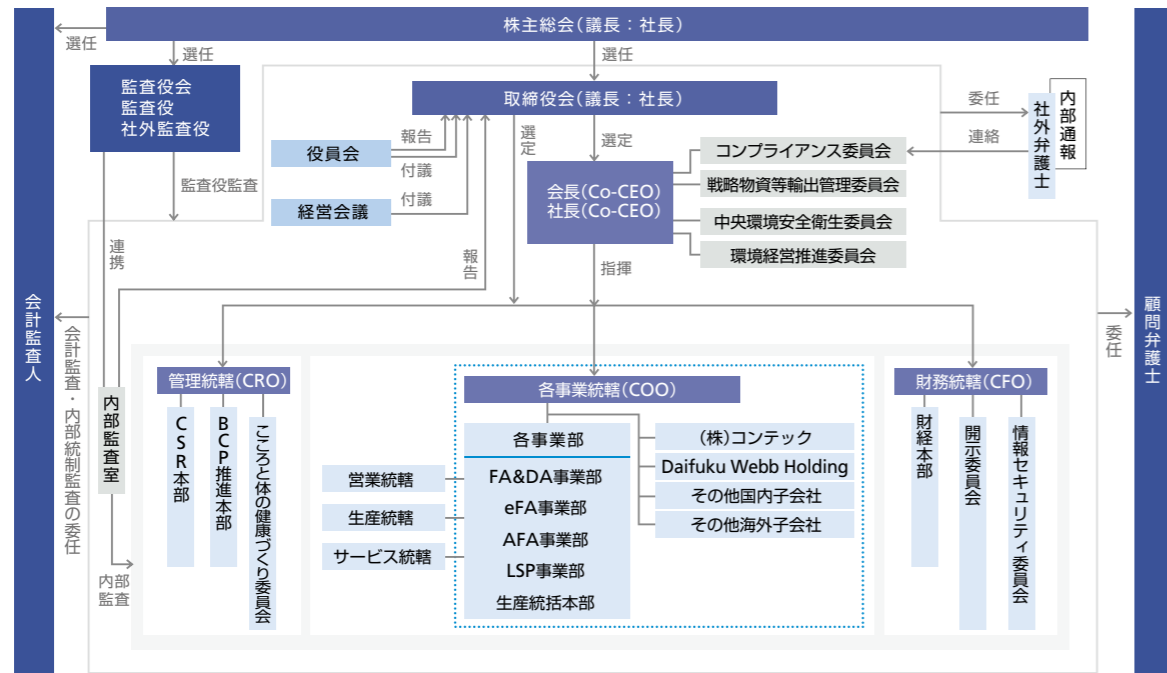 株主総会(議長：社長)
選任
選任
選任
監査役会
監査役
社外監査役
取締役会(議長：社長)
委任
連絡
社外弁護士
内部通報
役員会
報告
付議
経営会議
付議
選定
選定
コンプライアンス委員会
戦略物資等輸出管理委員会
中央環境安全衛生委員会
環境経営推進委員会
会長(Co-CEO)
社長(Co-CEO)
監査役監査
連携
報告
指揮
会計監査人
会計監査・内部統制監査の委任
顧問弁護士
委任
内部監査室
内部
監査
管理統轄(CRO)
CSR本部
BCP推進本部
こころと体の健康づくり委員会
各事業統轄(COO)
各事業部
FA&DA事業部
eFA事業部
AFA事業部
LSP事業部
生産統括本部
営業統轄
生産統轄
サービス統轄
(株)コンテック
Daifuku Webb Holding
その他国内子会社
その他海外子会社
財務統轄(CFO)
財経本部
開示委員会
情報セキュリティ委員会